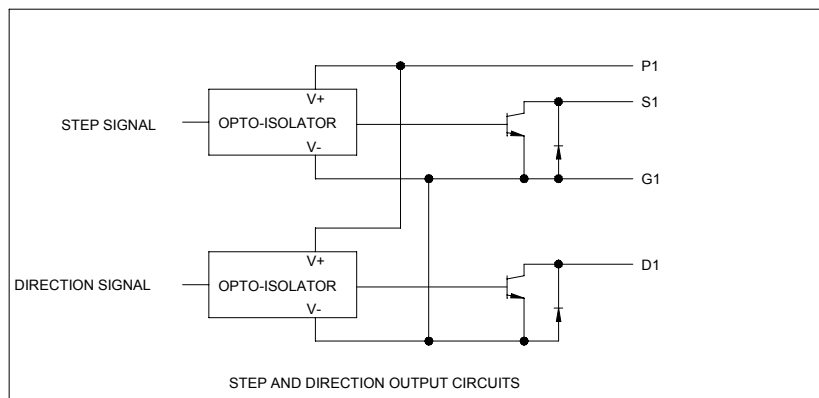 P1
V+
S1
STEP SIGNAL
OPTO-ISOLATOR
V-
G1
V+
D1
DIRECTION SIGNAL
OPTO-ISOLATOR
V-
STEP AND DIRECTION OUTPUT CIRCUITS